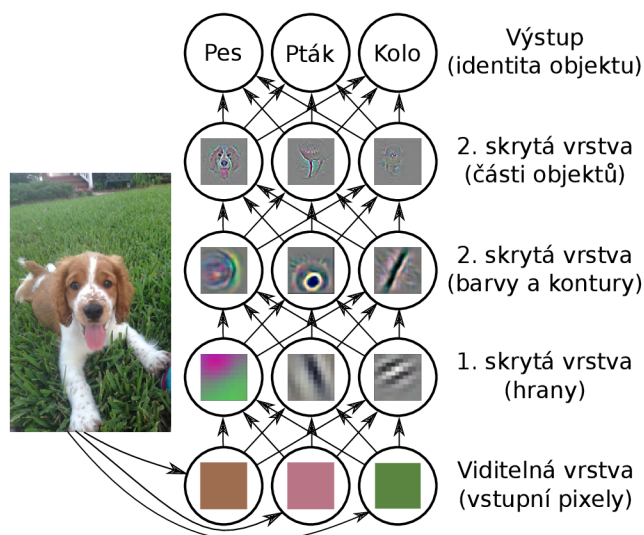 Pes
Pták
Kolo
Výstup
(identita objektu)
2. skrytá vrstva
(části objektů)
2. skrytá vrstva
(barvy a kontury)
1. skrytá vrstva
(hrany)
Viditelná vrstva
(vstupní pixely)